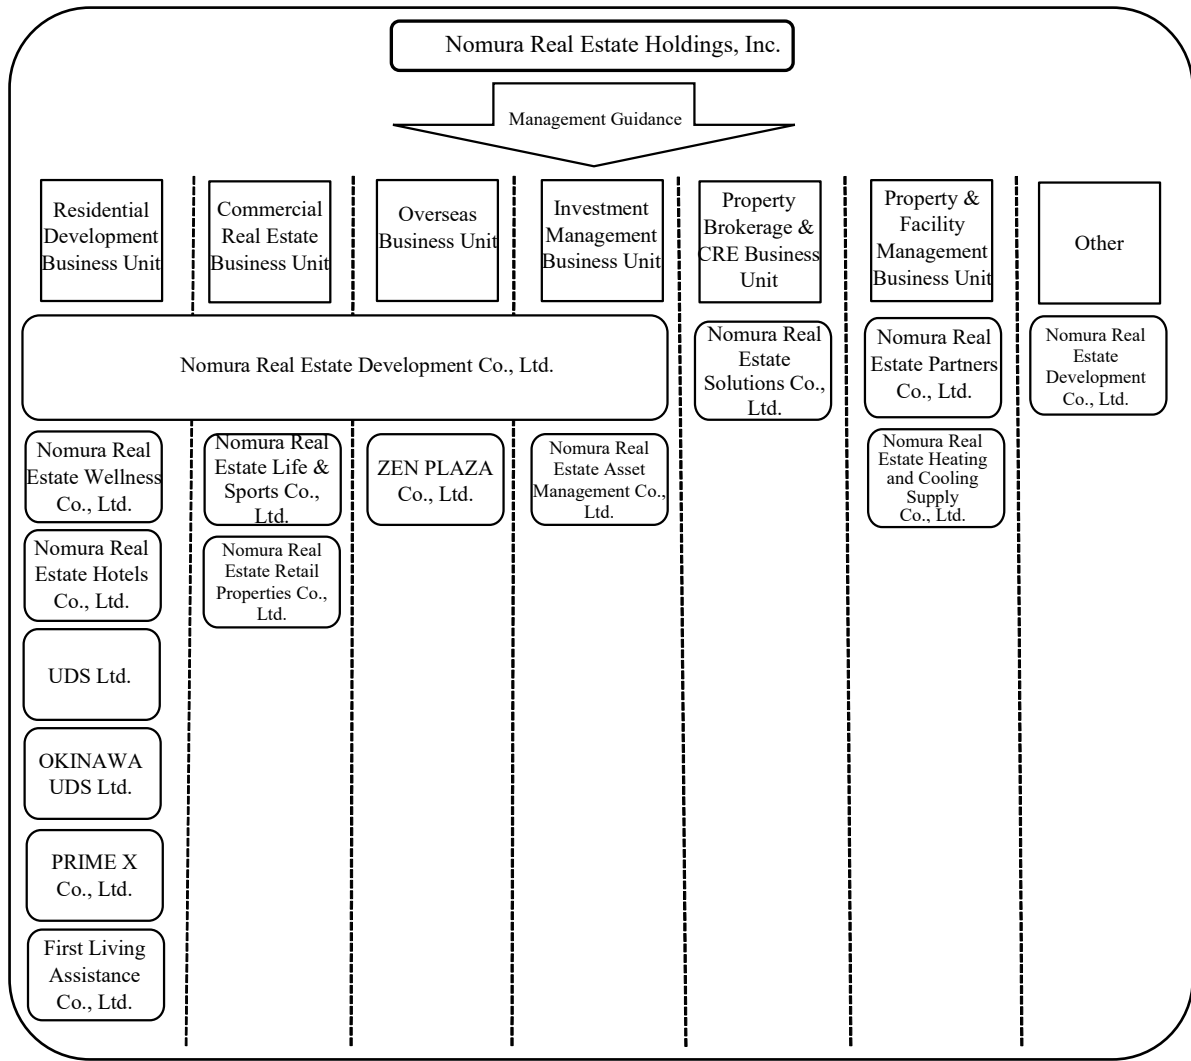 Nomura Real Estate Holdings, Inc.
Management Guidance
Residential
Development
Business Unit
Commercial
Real Estate
Business Unit
Overseas
Business Unit
Investment
Management
Business Unit
Property
Brokerage &
CRE Business
Unit
Property &
Facility
Management
Business Unit
Other
Nomura Real Estate Development Co., Ltd.
Nomura Real
Estate
Solutions Co.,
Ltd.
Nomura Real
Estate Partners
Co., Ltd.
Nomura Real
Estate
Development
Co., Ltd.
Nomura Real
Estate Wellness
Co., Ltd.
Nomura Real
Estate Life &
Sports Co.,
Ltd.
ZEN PLAZA
Co., Ltd.
Nomura Real
Estate Asset
Management Co.,
Ltd.
Nomura Real
Estate Heating
and Cooling
Supply
Co., Ltd.
Nomura Real
Estate Hotels
Co., Ltd.
Nomura Real
Estate Retail
Properties Co.,
Ltd.
UDS Ltd.
OKINAWA
UDS Ltd.
PRIME X
Co., Ltd.
First Living
Assistance
Co., Ltd.